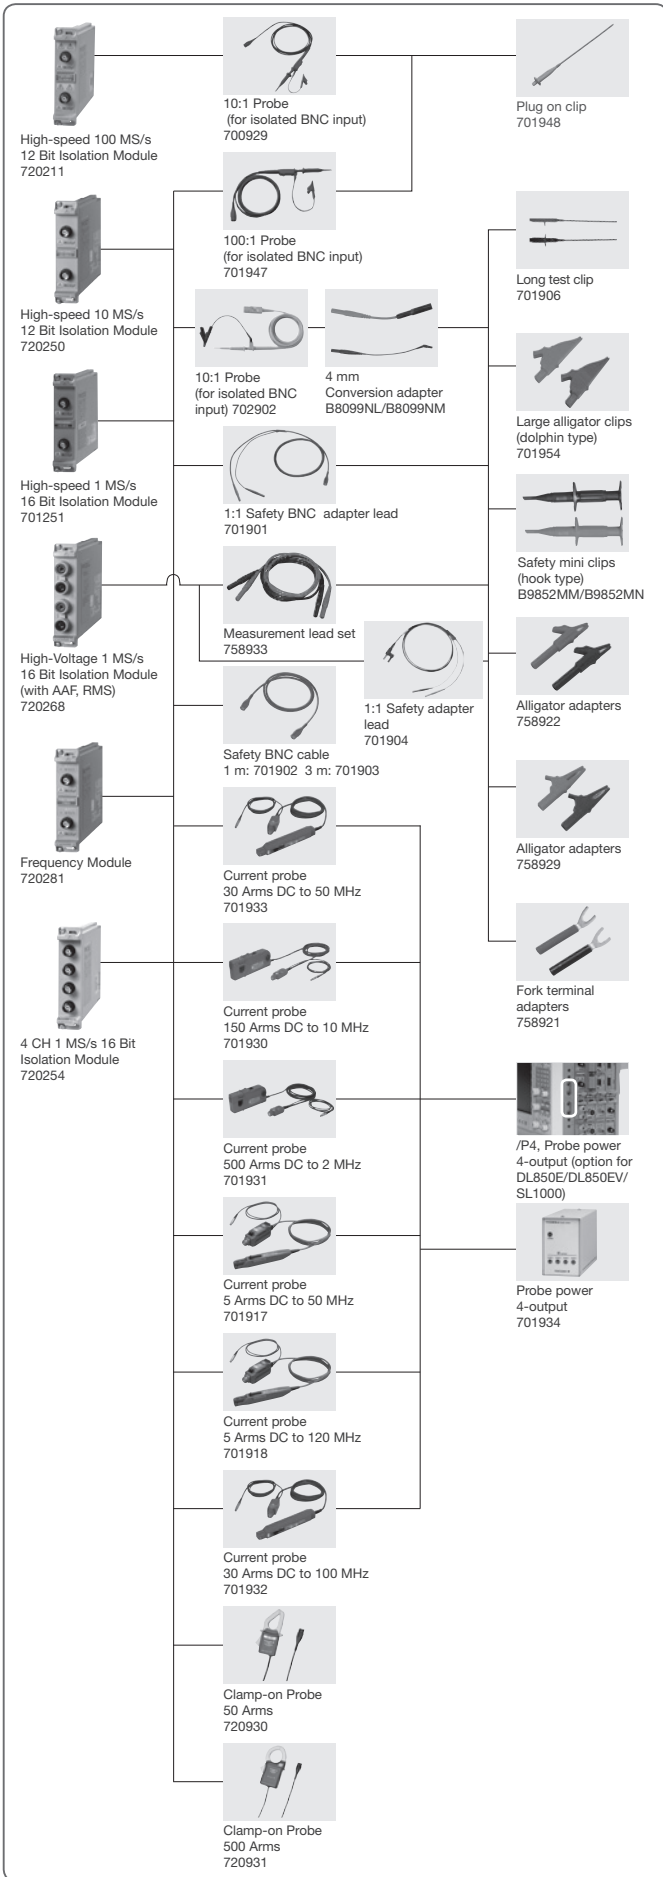 High-speed 100 MS/s
12 Bit Isolation Module
720211
High-speed 10 MS/s
12 Bit Isolation Module
720250
High-speed 1 MS/s
16 Bit Isolation Module
701251
High-Voltage 1 MS/s
16 Bit Isolation Module
(with AAF, RMS)
720268
Frequency Module
720281
4 CH 1 MS/s 16 Bit
Isolation Module
720254
10:1 Probe
(for isolated BNC input)
700929
100:1 Probe
(for isolated BNC input)
701947
10:1 Probe
(for isolated BNC
input) 702902
4 mm
Conversion adapter
B8099NL/B8099NM
1:1 Safety BNC adapter lead
701901
Measurement lead set
758933
1:1 Safety adapter
lead
701904
Safety BNC cable
1 m: 701902 3 m: 701903
Current probe
30 Arms DC to 50 MHz
701933
Current probe
150 Arms DC to 10 MHz
701930
Current probe
500 Arms DC to 2 MHz
701931
Current probe
5 Arms DC to 50 MHz
701917
Current probe
5 Arms DC to 120 MHz
701918
Current probe
30 Arms DC to 100 MHz
701932
Clamp-on Probe
50 Arms
720930
Clamp-on Probe
500 Arms
720931
Plug on clip
701948
Long test clip
701906
Large alligator clips
(dolphin type)
701954
Safety mini clips
(hook type)
B9852MM/B9852MN
Alligator adapters
758922
Alligator adapters
758929
Fork terminal
adapters
758921
/P4, Probe power
4-output (option for
DL850E/DL850EV/
SL1000)
Probe power
4-output
701934